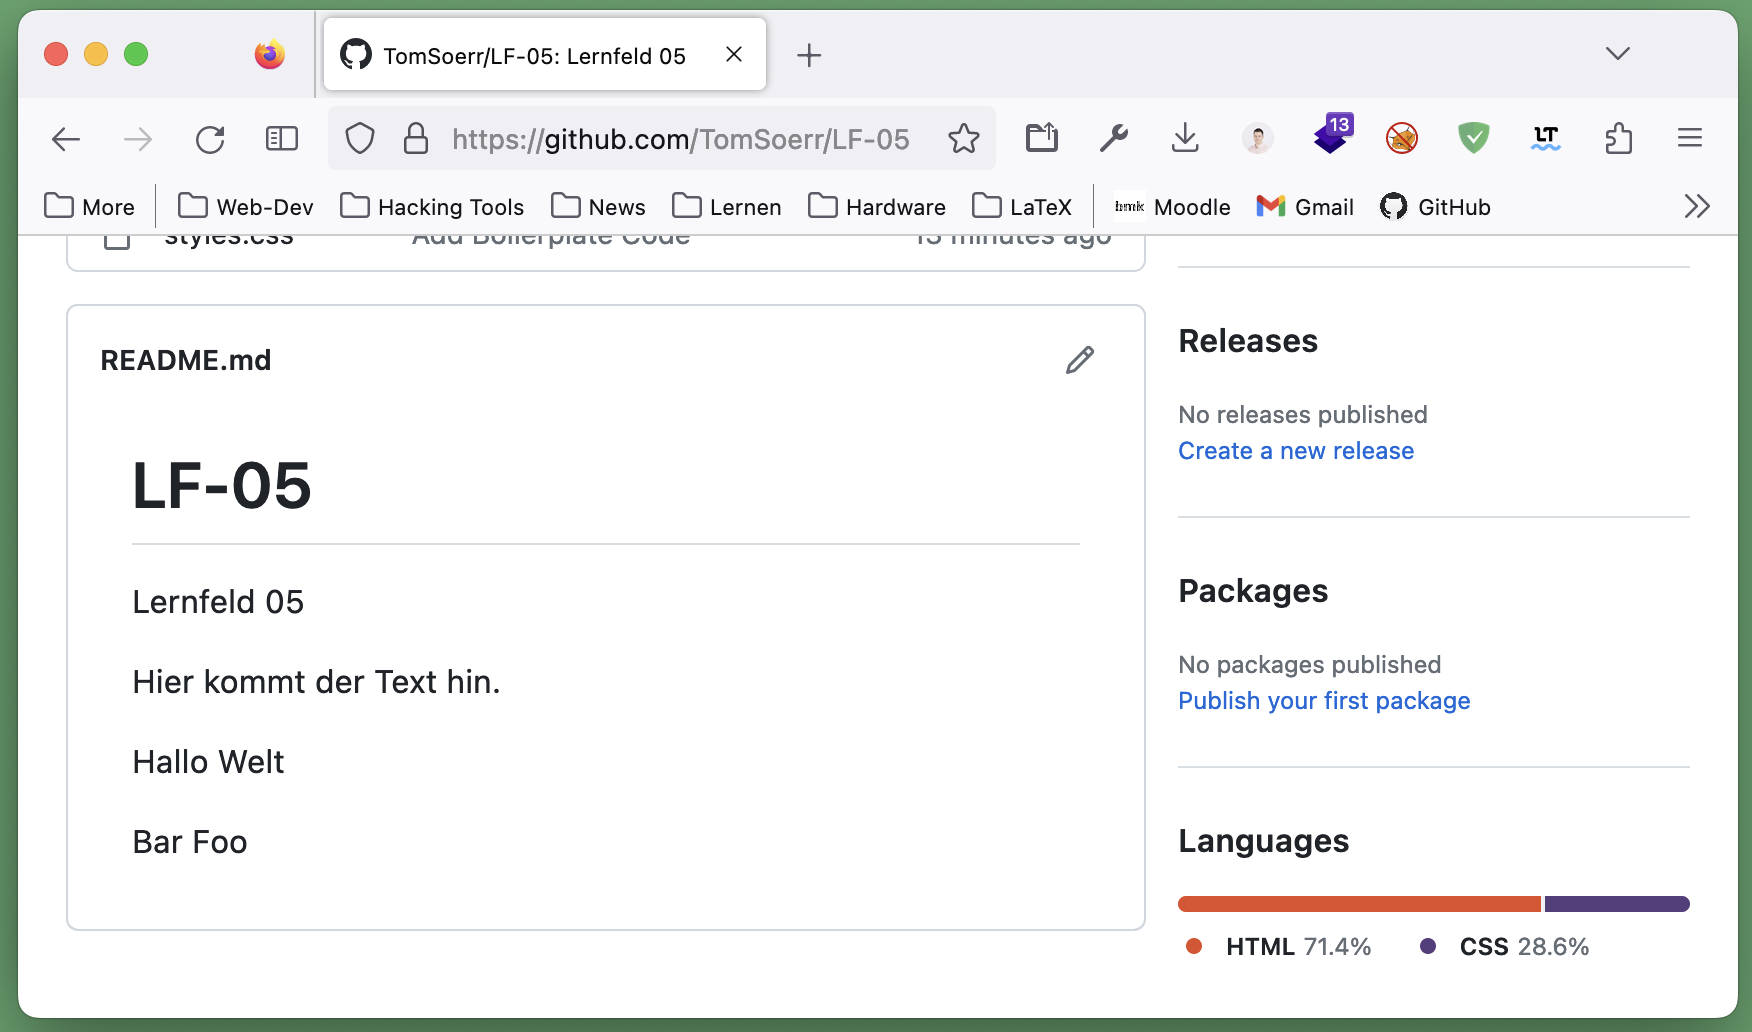 TomSoerr/LF-05: Lernfeld 05
https://github.com/TomSoerr/LF-05
13
LT
More Web-Dev Hacking Tools News Lernen Hardware LaTeX bmk Moodle Gmail GitHub
styles.css Add Boilerplate Code 13 minutes ago
README.md
LF-05
Lernfeld 05
Hier kommt der Text hin.
Hallo Welt
Bar Foo
Releases
No releases published
Create a new release
Packages
No packages published
Publish your first package
Languages
HTML 71.4% CSS 28.6%